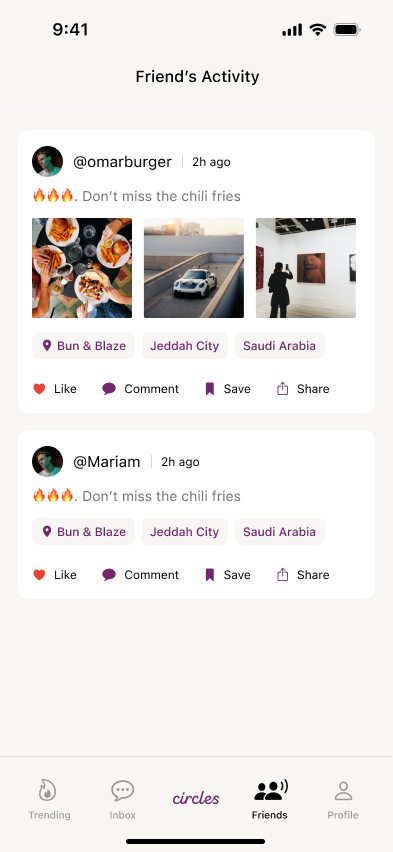 9:41
Friend's Activity
@omarburger 2h ago
🔥🔥🔥. Don't miss the chili fries
Bun & Blaze Jeddah City Saudi Arabia
Like Comment Save Share
@Mariam 2h ago
🔥🔥🔥. Don't miss the chili fries
Bun & Blaze Jeddah City Saudi Arabia
Like Comment Save Share
Trending Inbox circles Friends Profile